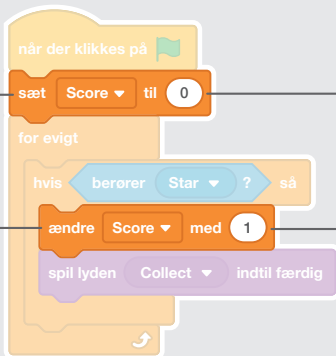 når der klikkes på
sæt Score til 0
for evigt
hvis berører Star ? så
ændre Score med 1
spil lyden Collect indtil færdig